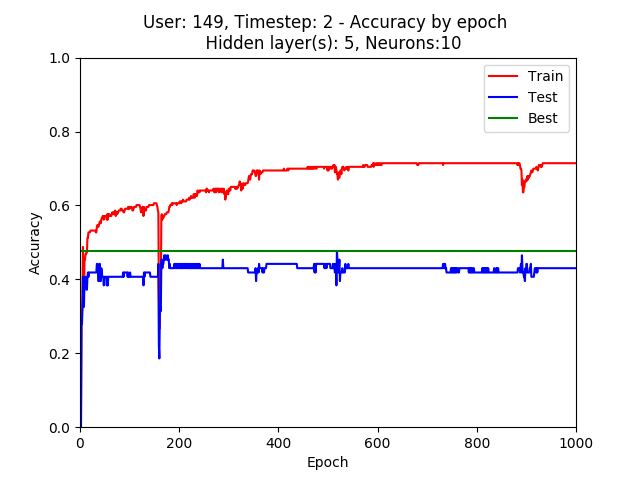 User: 149, Timestep: 2 - Accuracy by epoch
Hidden layer(s): 5, Neurons:10
1.0
0.8
0.6
0.4
0.2
0.0
Accuracy
Train
Test
Best
0 200 400 600 800 1000
Epoch